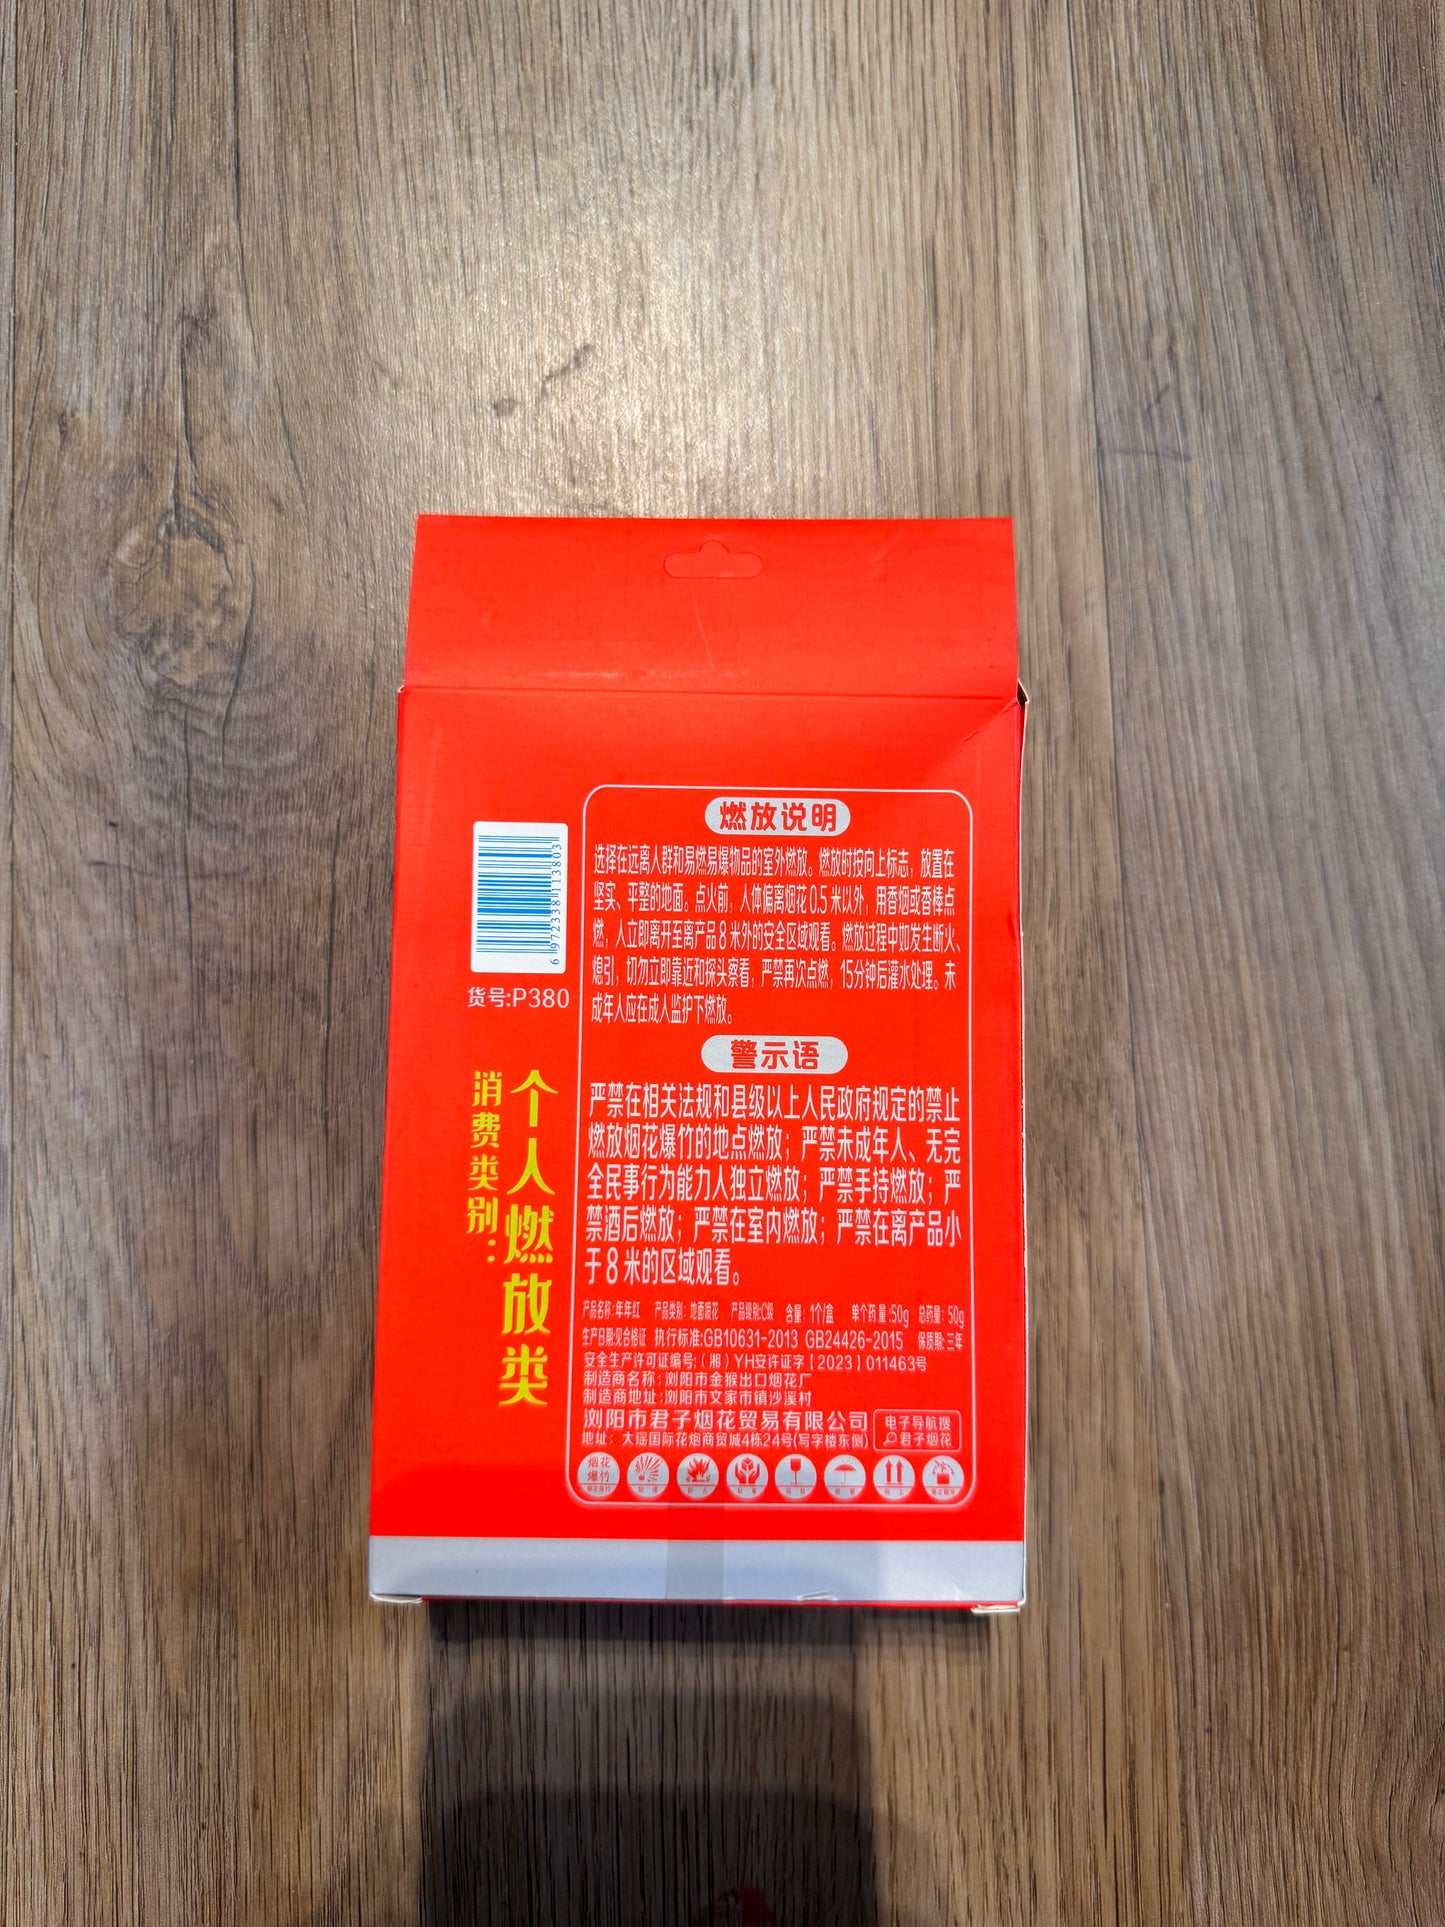 6 972338 113803
货号:P380
消费类别:
个人燃放类
燃放说明
选择在远离人群和易燃易爆物品的室外燃放。燃放时按向上标志，放置在
坚实、平整的地面。点火前，人体偏离烟花0.5米以外，用香烟或香棒点
燃，人立即离开至离产品8米外的安全区域观看。燃放过程中如发生断火、
熄引，切勿立即靠近和探头察看，严禁再次点燃，15分钟后灌水处理。未
成年人应在成人监护下燃放。
警示语
严禁在相关法规和县级以上人民政府规定的禁止
燃放烟花爆竹的地点燃放；严禁未成年人、无完
全民事行为能力人独立燃放；严禁手持燃放；严
禁酒后燃放；严禁在室内燃放；严禁在离产品小
于8米的区域观看。
产品名称:年年红 产品类别:地面喷花 产品级别:C级 含量:1个/盒 单个药量:50g 总药量:50g
生产日期:见合格证 执行标准:GB10631-2013 GB24426-2015 保质期:三年
安全生产许可证编号:(湘)YH安许证字[2023]011463号
制造商名称:浏阳市金猴出口烟花厂
制造商地址:浏阳市文家市镇沙溪村
浏阳市君子烟花贸易有限公司
地址:大瑶国际花炮商贸城4栋24号(写字楼东侧)
电子导航搜
君子烟花
烟花
爆竹
向上